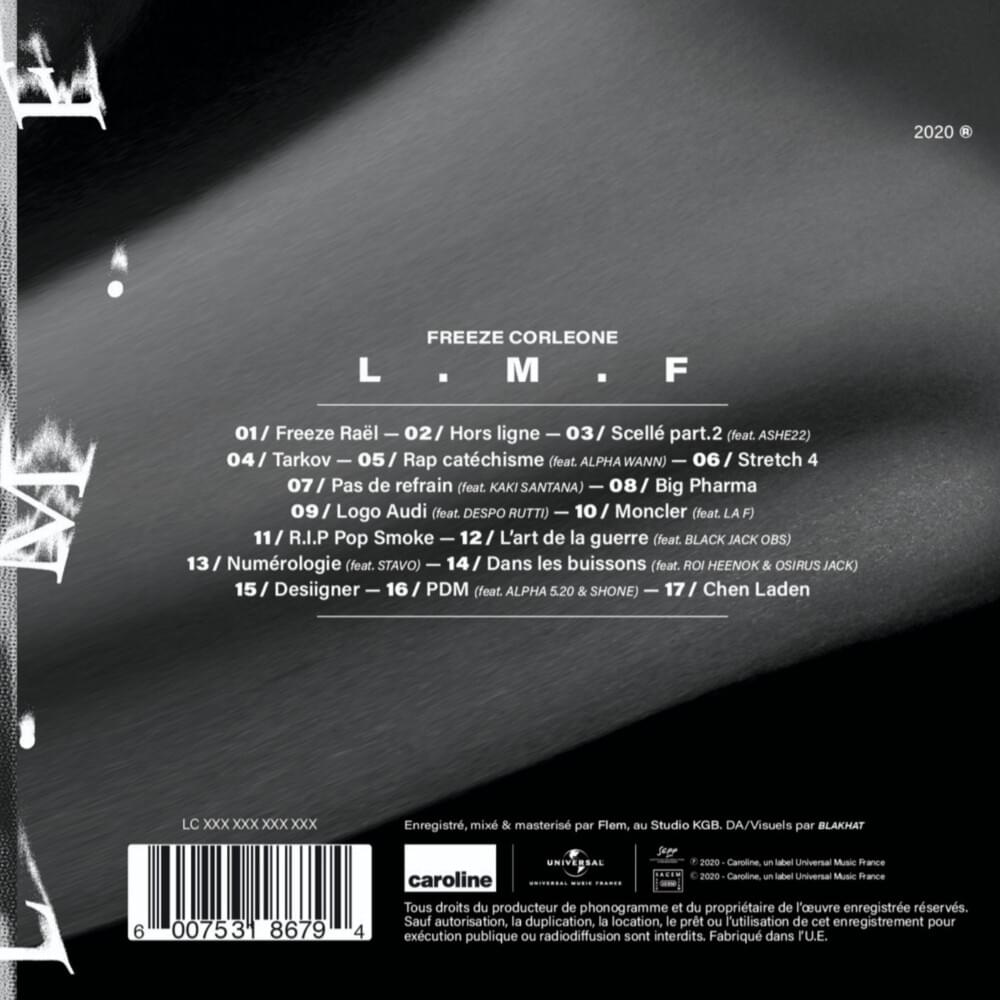 2020 ®
FREEZE CORLEONE
L . M . F
01 / Freeze Raël — 02 / Hors ligne — 03 / Scellé part.2 (feat. ASHE22)
04 / Tarkov — 05 / Rap catéchisme (feat. ALPHA WANN) — 06 / Stretch 4
07 / Pas de refrain (feat. KAKI SANTANA) — 08 / Big Pharma
09 / Logo Audi (feat. DESPO RUTTI) — 10 / Moncler (feat. LA F)
11 / R.I.P Pop Smoke — 12 / L’art de la guerre (feat. BLACK JACK OBS)
13 / Numérologie (feat. STAVO) — 14 / Dans les buissons (feat. ROI HEENOK & OSIRUS JACK)
15 / Desiigner — 16 / PDM (feat. ALPHA 5.20 & SHONE) — 17 / Chen Laden
L . M . F
LC XXX XXX XXX XXX
6 00753 18679 4
Enregistré, mixé & masterisé par Flem, au Studio KGB. DA/Visuels par BLAKHAT
caroline
UNIVERSAL
UNIVERSAL MUSIC FRANCE
scpp
SACEM
℗ 2020 - Caroline, un label Universal Music France
© 2020 - Caroline, un label Universal Music France
Tous droits du producteur de phonogramme et du propriétaire de l’œuvre enregistrée réservés.
Sauf autorisation, la duplication, la location, le prêt ou l’utilisation de cet enregistrement pour
exécution publique ou radiodiffusion sont interdits. Fabriqué dans l’U.E.